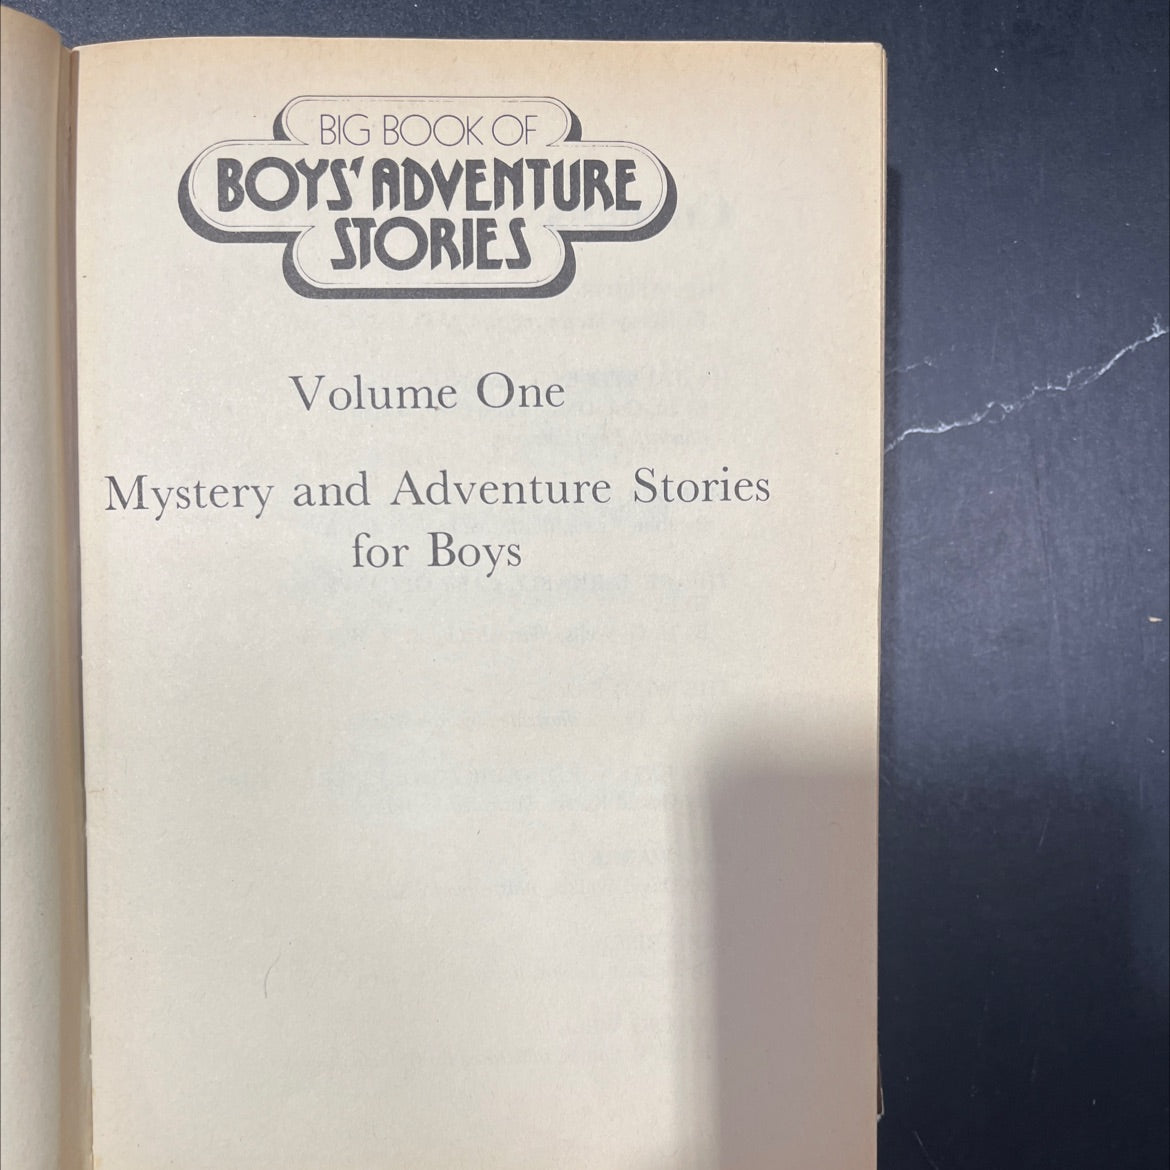 BIG BOOK OF
BOYS' ADVENTURE
STORIES
Volume One
Mystery and Adventure Stories
for Boys